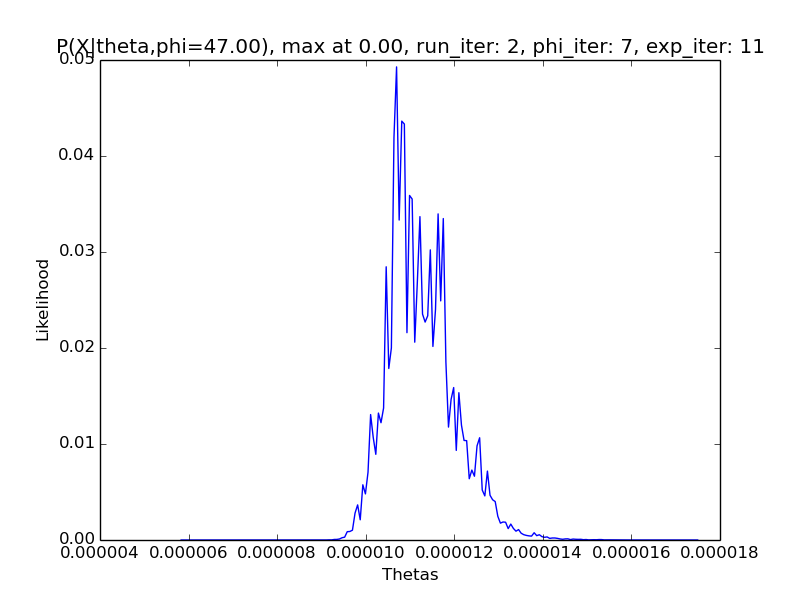 P(X|theta,phi=47.00), max at 0.00, run_iter: 2, phi_iter: 7, exp_iter: 11
0.05
0.04
0.03
0.02
0.01
0.00
Likelihood
0.000004 0.000006 0.000008 0.000010 0.000012 0.000014 0.000016 0.000018
Thetas